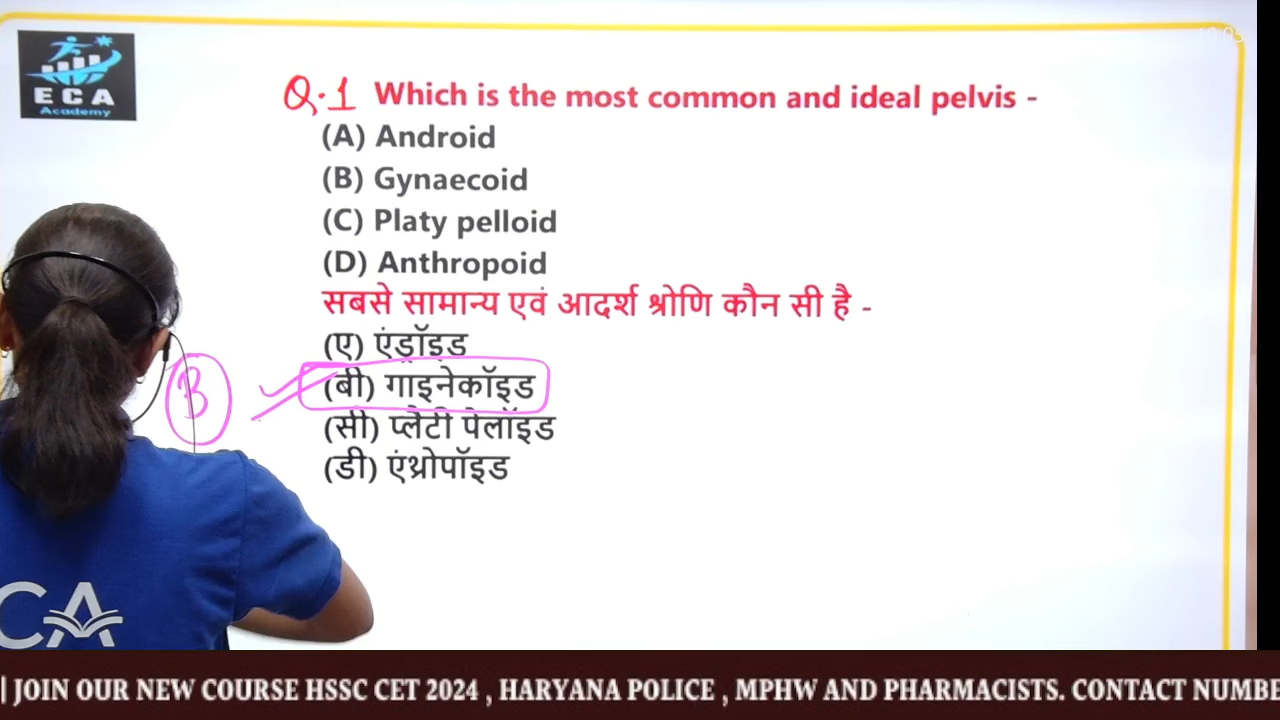 ECA
Academy
Q.1 Which is the most common and ideal pelvis -
(A) Android
(B) Gynaecoid
(C) Platy pelloid
(D) Anthropoid
सबसे सामान्य एवं आदर्श श्रोणि कौन सी है -
(ए) एंड्रॉइड
(बी) गाइनेकॉइड
B
(सी) प्लैटी पेलॉइड
(डी) एंथ्रोपॉइड
CA
| JOIN OUR NEW COURSE HSSC CET 2024 , HARYANA POLICE , MPHW AND PHARMACISTS. CONTACT NUMBE